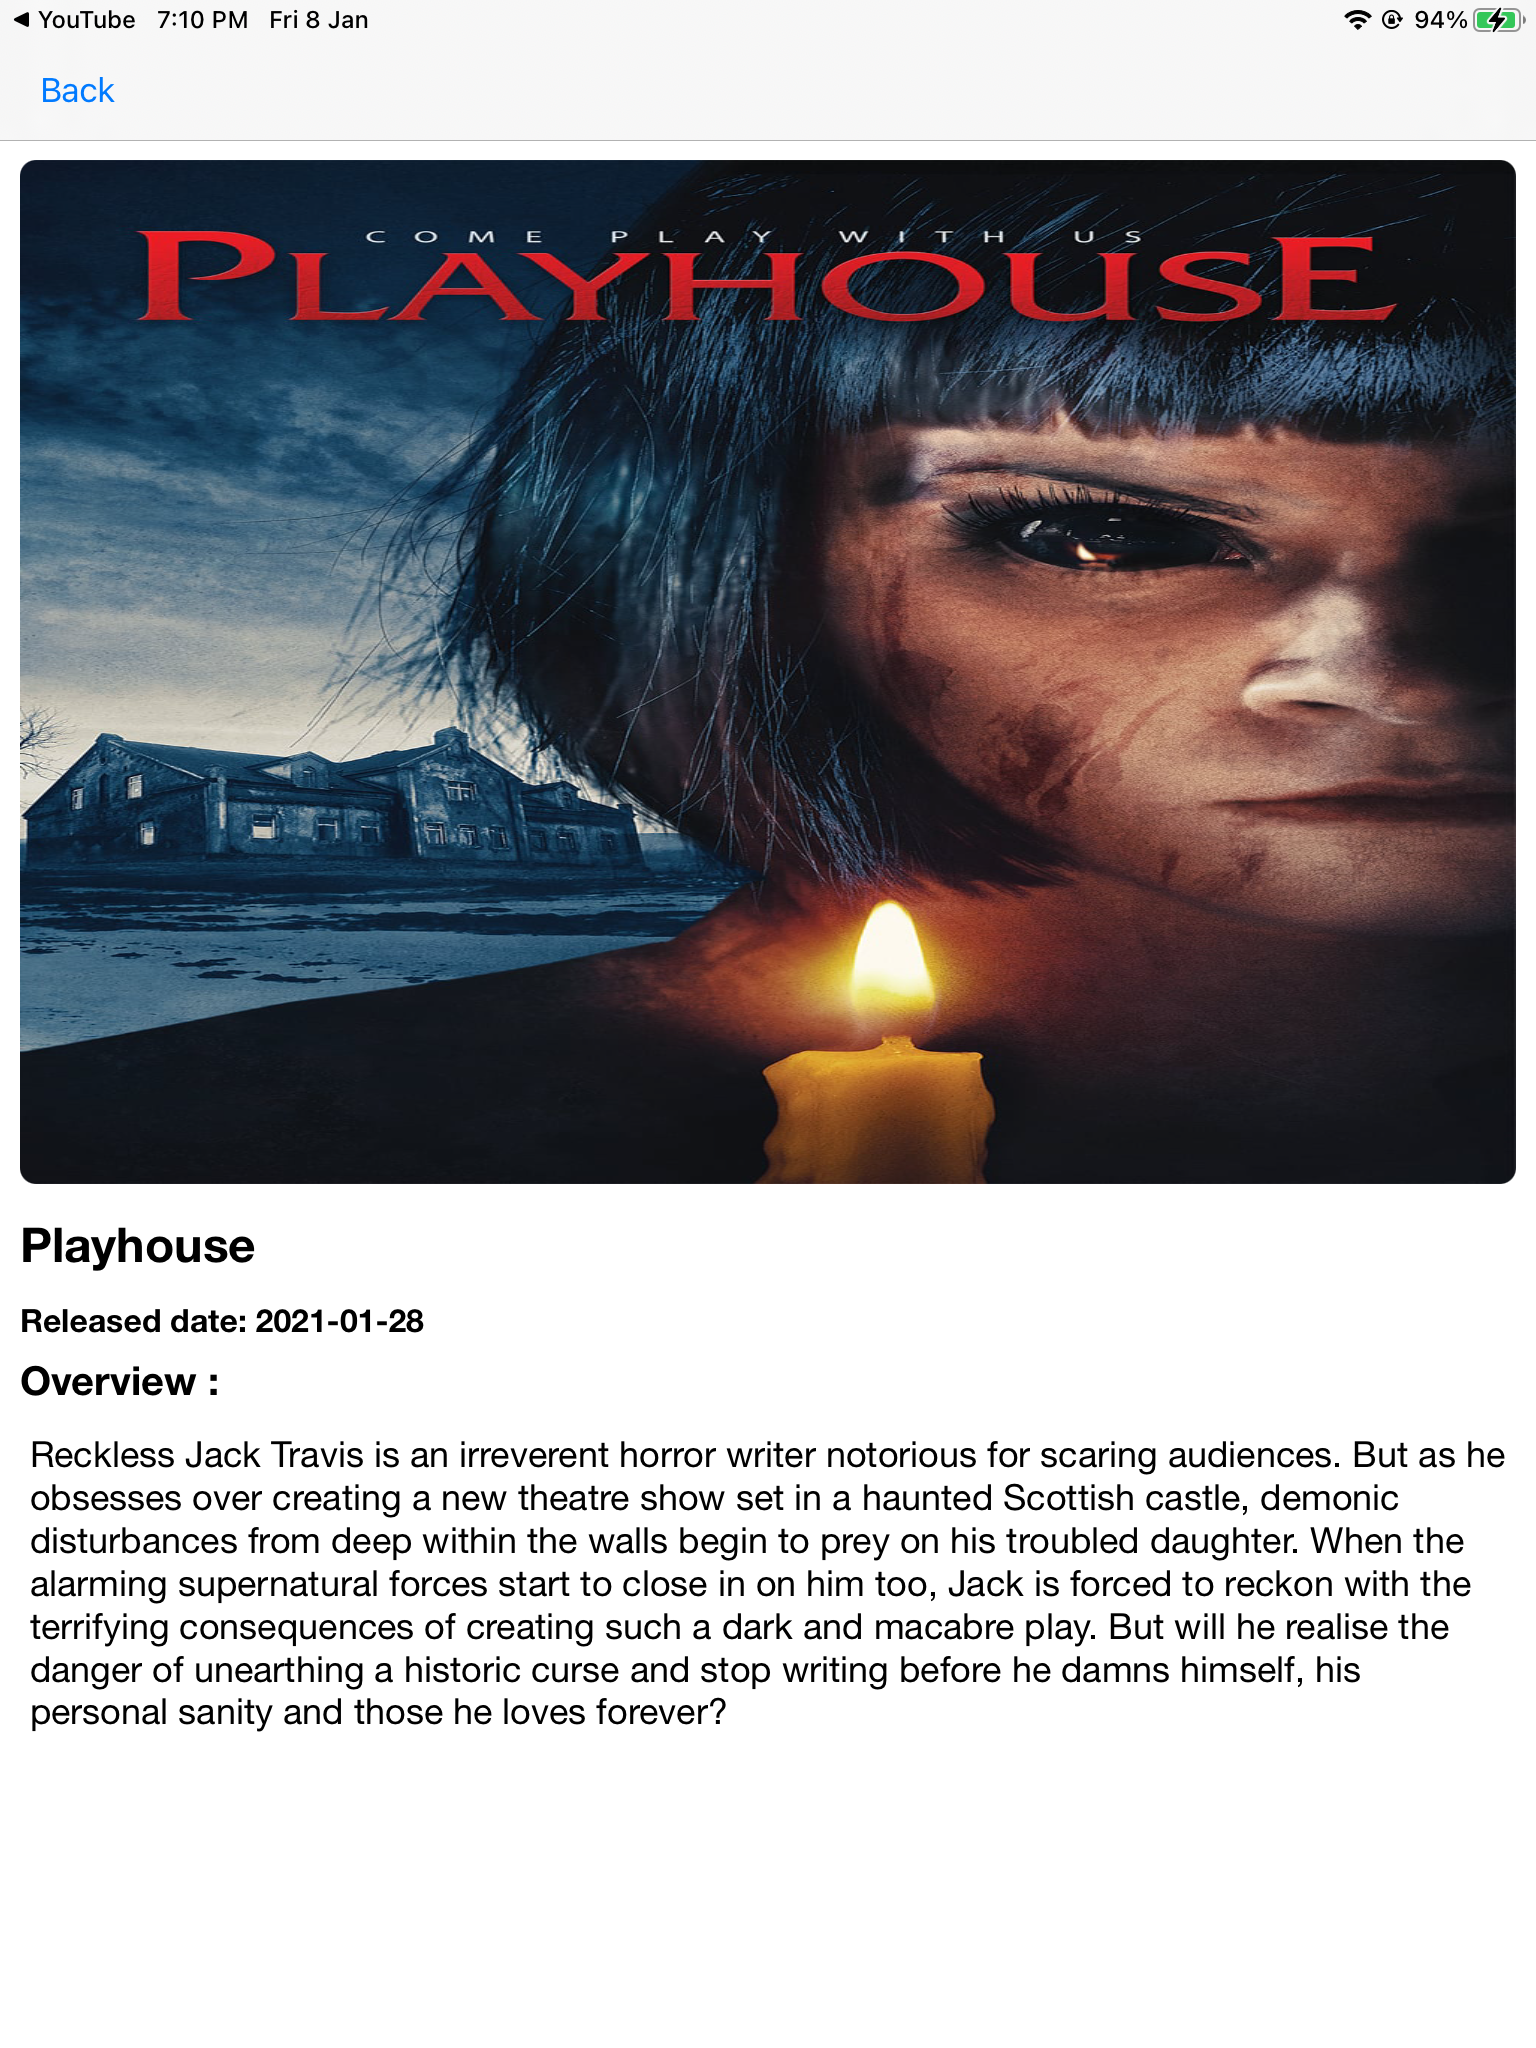 YouTube 7:10 PM Fri 8 Jan 94%
Back
COME PLAY WITH US
PLAYHOUSE
Playhouse
Released date: 2021-01-28
Overview :
Reckless Jack Travis is an irreverent horror writer notorious for scaring audiences. But as he
obsesses over creating a new theatre show set in a haunted Scottish castle, demonic
disturbances from deep within the walls begin to prey on his troubled daughter. When the
alarming supernatural forces start to close in on him too, Jack is forced to reckon with the
terrifying consequences of creating such a dark and macabre play. But will he realise the
danger of unearthing a historic curse and stop writing before he damns himself, his
personal sanity and those he loves forever?